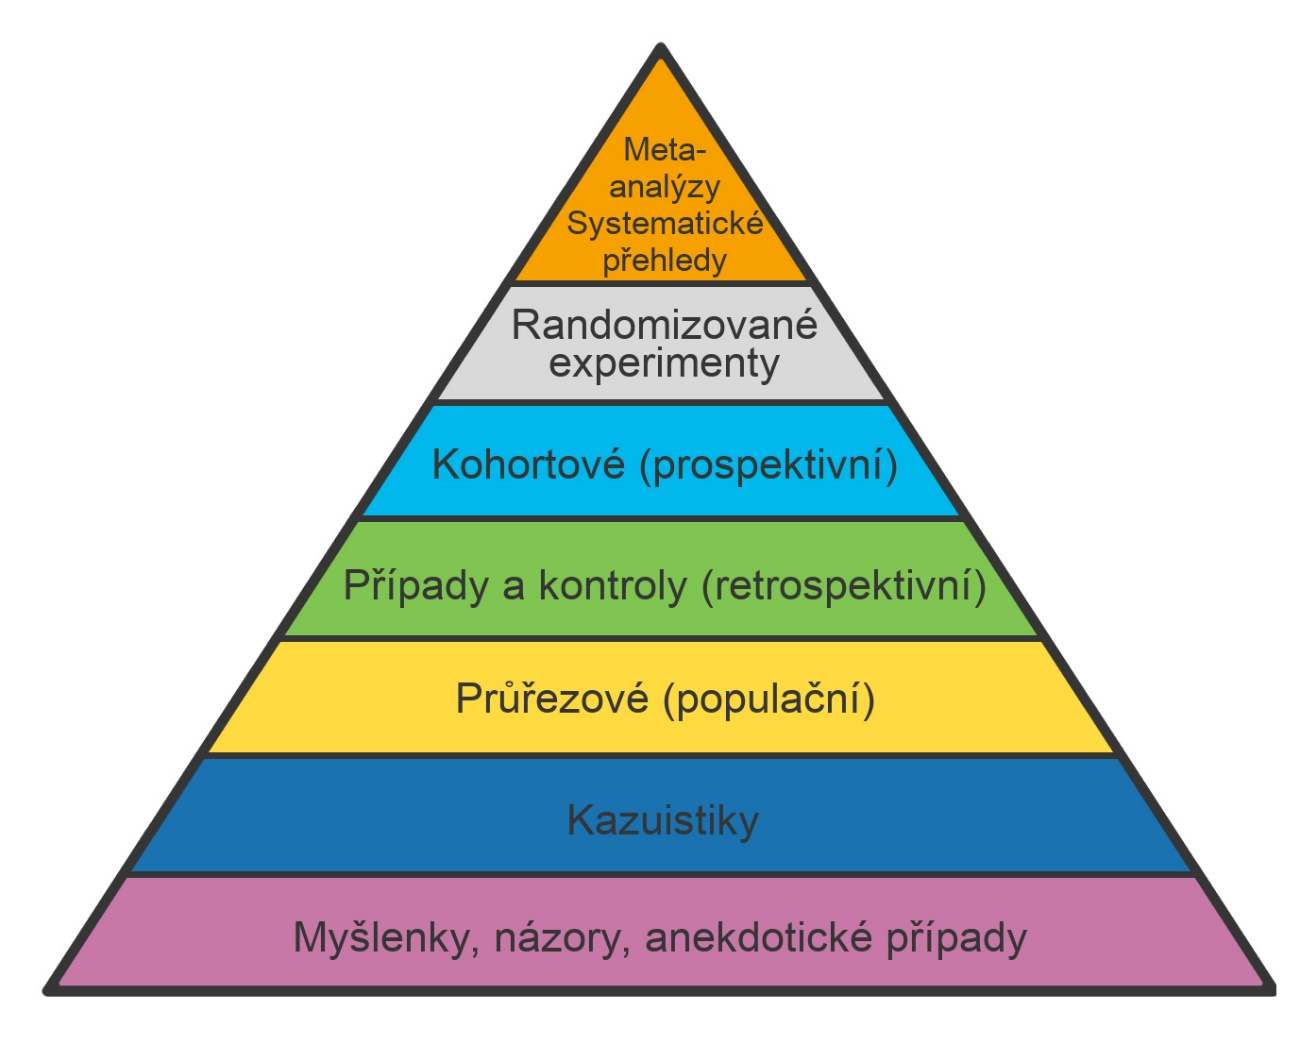 Meta-
analýzy
Systematické
přehledy
Randomizované
experimenty
Kohortové (prospektivní)
Případy a kontroly (retrospektivní)
Průřezové (populační)
Kazuistiky
Myšlenky, názory, anekdotické případy